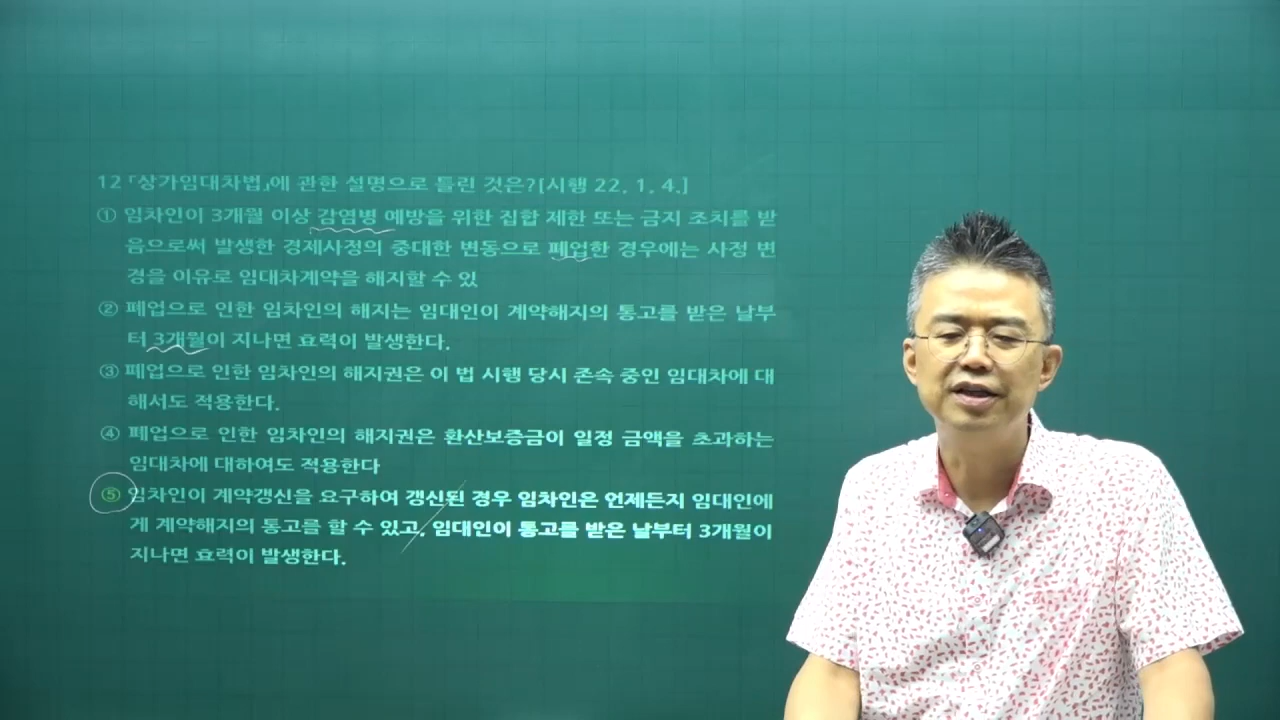 12 「상가임대차법」에 관한 설명으로 틀린 것은?[시행 22. 1. 4.]
① 임차인이 3개월 이상 감염병 예방을 위한 집합 제한 또는 금지 조치를 받
음으로써 발생한 경제사정의 중대한 변동으로 폐업한 경우에는 사정 변
경을 이유로 임대차계약을 해지할 수 있
② 폐업으로 인한 임차인의 해지는 임대인이 계약해지의 통고를 받은 날부
터 3개월이 지나면 효력이 발생한다.
③ 폐업으로 인한 임차인의 해지권은 이 법 시행 당시 존속 중인 임대차에 대
해서도 적용한다.
④ 폐업으로 인한 임차인의 해지권은 환산보증금이 일정 금액을 초과하는
임대차에 대하여도 적용한다
⑤ 임차인이 계약갱신을 요구하여 갱신된 경우 임차인은 언제든지 임대인에
게 계약해지의 통고를 할 수 있고, 임대인이 통고를 받은 날부터 3개월이
지나면 효력이 발생한다.